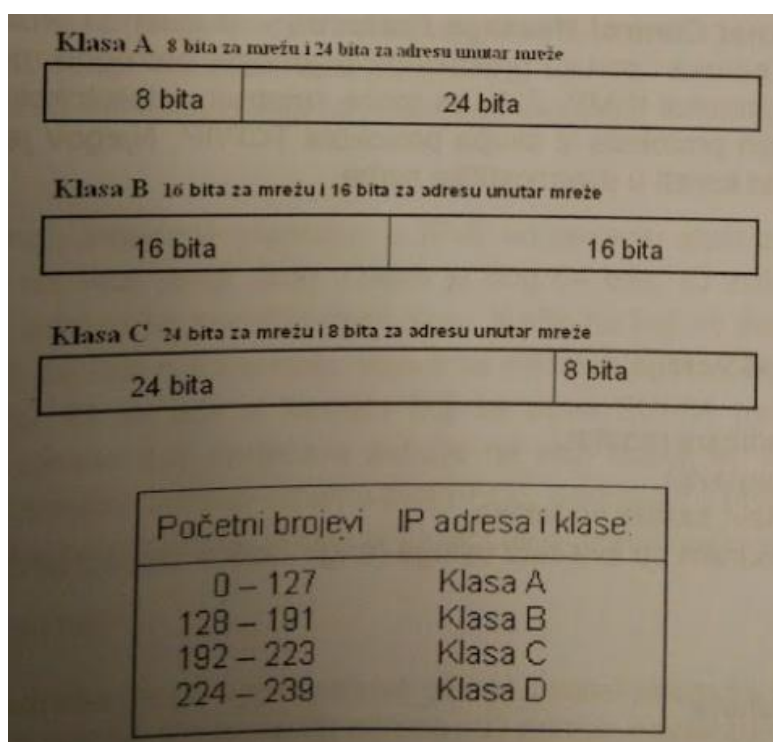 Klasa A 8 bita za mrežu i 24 bita za adresu unutar mreže
8 bita 24 bita
Klasa B 16 bita za mrežu i 16 bita za adresu unutar mreže
16 bita 16 bita
Klasa C 24 bita za mrežu i 8 bita za adresu unutar mreže
24 bita 8 bita
Početni brojevi IP adresa i klase:
0 – 127 Klasa A
128 – 191 Klasa B
192 – 223 Klasa C
224 – 239 Klasa D